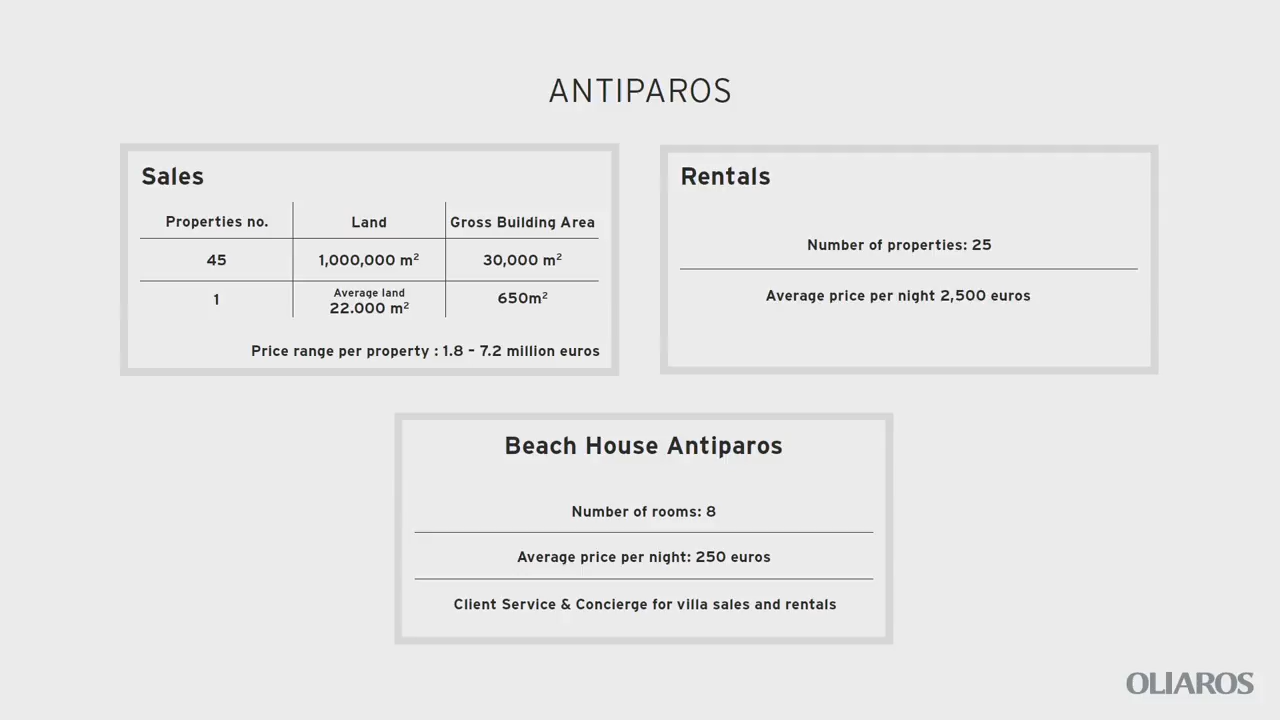 ANTIPAROS
Sales
Properties no. Land Gross Building Area
45 1,000,000 m² 30,000 m²
1 Average land 22.000 m² 650m²
Price range per property : 1.8 – 7.2 million euros
Rentals
Number of properties: 25
Average price per night 2,500 euros
Beach House Antiparos
Number of rooms: 8
Average price per night: 250 euros
Client Service & Concierge for villa sales and rentals
OLIAROS